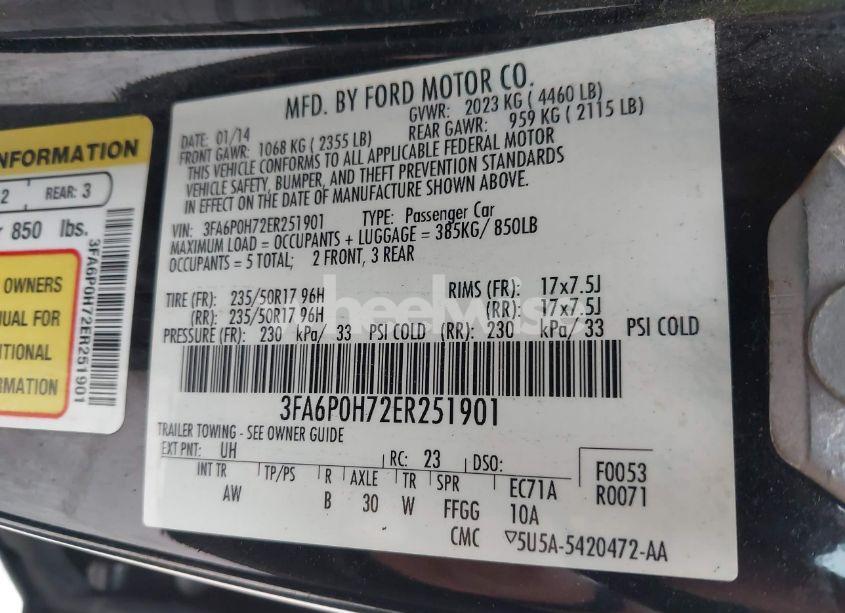 NFORMATION
2 REAR: 3
850 lbs.
OWNERS
FOR
3FA6P0H72ER251901
MFD. BY FORD MOTOR CO.
DATE: 01/14 GVWR: 2023 KG ( 4460 LB)
FRONT GAWR: 1068 KG ( 2355 LB) REAR GAWR: 959 KG ( 2115 LB)
THIS VEHICLE CONFORMS TO ALL APPLICABLE FEDERAL MOTOR
VEHICLE SAFETY, BUMPER, AND THEFT PREVENTION STANDARDS
IN EFFECT ON THE DATE OF MANUFACTURE SHOWN ABOVE.
VIN: 3FA6P0H72ER251901 TYPE: Passenger Car
MAXIMUM LOAD = OCCUPANTS + LUGGAGE = 385KG/ 850LB
OCCUPANTS = 5 TOTAL; 2 FRONT, 3 REAR
TIRE (FR): 235/50R17 96H RIMS (FR): 17x7.5J
(RR): 235/50R17 96H (RR): 17x7.5J
PRESSURE (FR): 230 kPa/ 33 PSI COLD (RR): 230 kPa/ 33 PSI COLD
3FA6P0H72ER251901
TRAILER TOWING - SEE OWNER GUIDE
EXT PNT: UH RC: 23 DSO: F0053
INT TR TP/PS R AXLE TR SPR EC71A R0071
AW B 30 W FFGG 10A
CMC ▽5U5A-5420472-AA